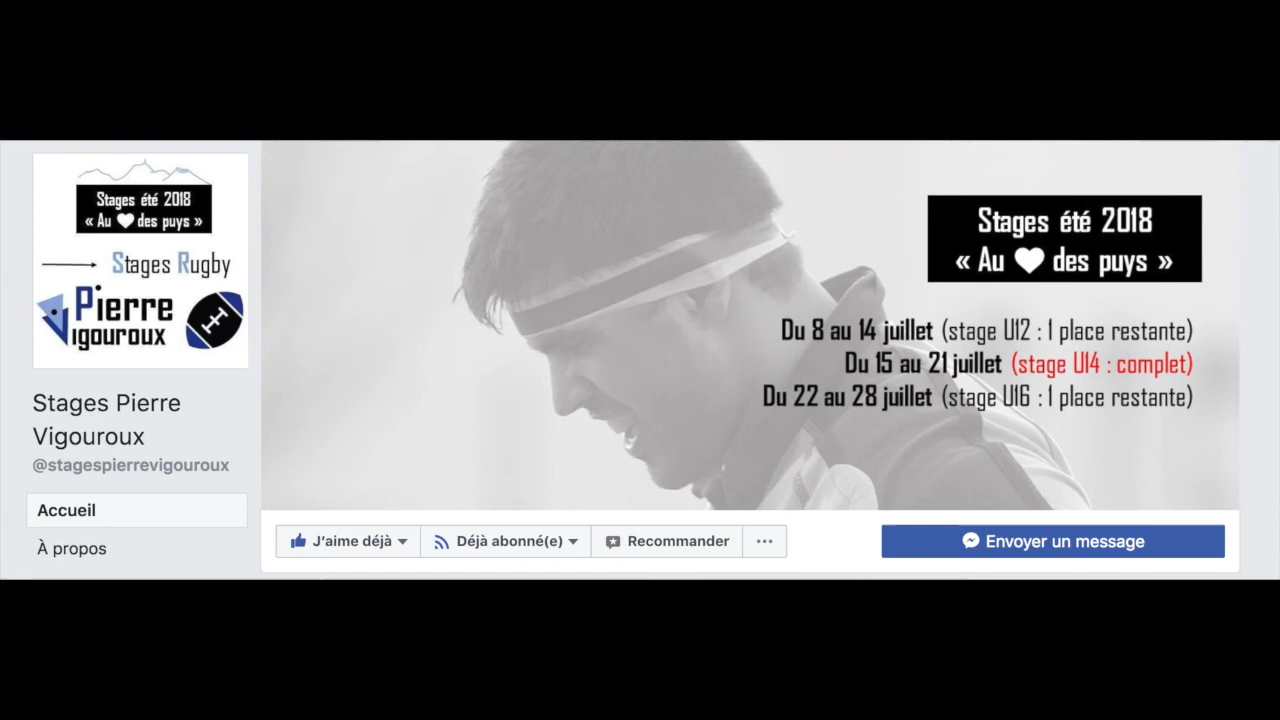 Stages été 2018
« Au ♥ des puys »
Stages Rugby
Pierre
Vigouroux
Stages Pierre
Vigouroux
@stagespierrevigouroux
Accueil
À propos
Stages été 2018
« Au ♥ des puys »
Du 8 au 14 juillet (stage U12 : 1 place restante)
Du 15 au 21 juillet (stage U14 : complet)
Du 22 au 28 juillet (stage U16 : 1 place restante)
J'aime déjà
Déjà abonné(e)
Recommander
···
Envoyer un message